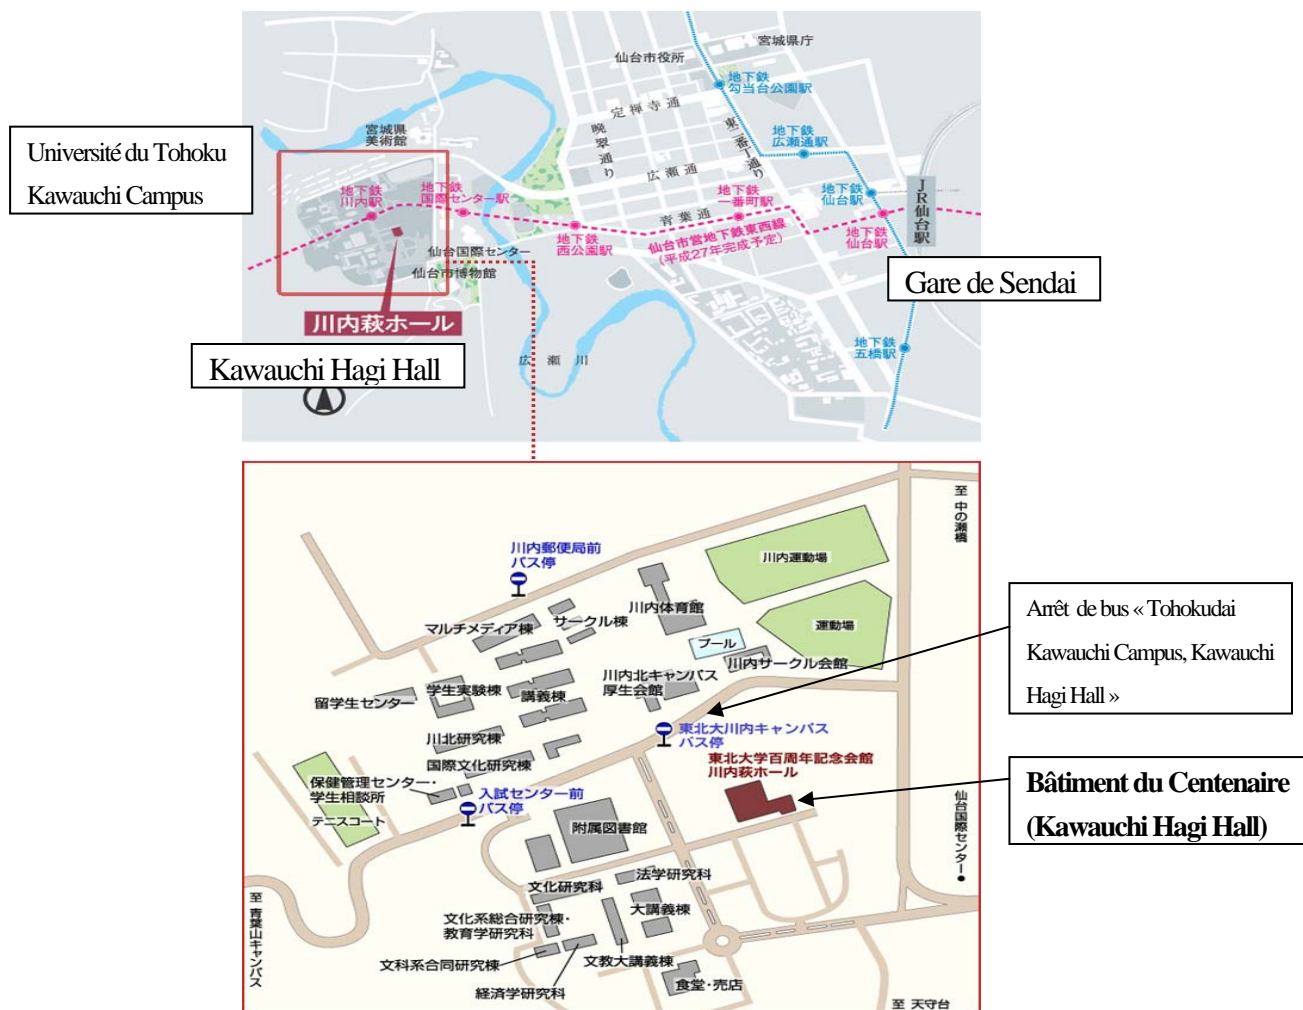 宮城県庁
仙台市役所
地下鉄
勾当台公園駅
定禅寺通
晩翠通り
東二番丁通り
地下鉄
広瀬通駅
宮城県
美術館
Université du Tohoku
Kawauchi Campus
広瀬通
地下鉄
川内駅
地下鉄
国際センター駅
地下鉄
一番町駅
地下鉄
仙台駅
JR仙台駅
青葉通
地下鉄
西公園駅
仙台市営地下鉄東西線
(平成27年完成予定)
地下鉄
仙台駅
仙台国際センター
仙台市博物館
Gare de Sendai
川内萩ホール
地下鉄
五橋駅
広瀬川
Kawauchi Hagi Hall
至 中の瀬橋
川内郵便局前
バス停
川内運動場
川内体育館
サークル棟
マルチメディア棟
運動場
プール
川内サークル会館
Arrêt de bus « Tohokudai
Kawauchi Campus, Kawauchi
Hagi Hall »
川内北キャンパス
厚生会館
学生実験棟
講義棟
留学生センター
東北大川内キャンパス
バス停
川北研究棟
国際文化研究棟
東北大学百周年記念会館
川内萩ホール
保健管理センター・
学生相談所
入試センター前
バス停
テニスコート
附属図書館
Bâtiment du Centenaire
(Kawauchi Hagi Hall)
仙台国際センター
法学研究科
文化研究科
大講義棟
文化系総合研究棟・
教育学研究科
文科系合同研究棟
文教大講義棟
経済学研究科
食堂・売店
至 青葉山キャンパス
至 天守台